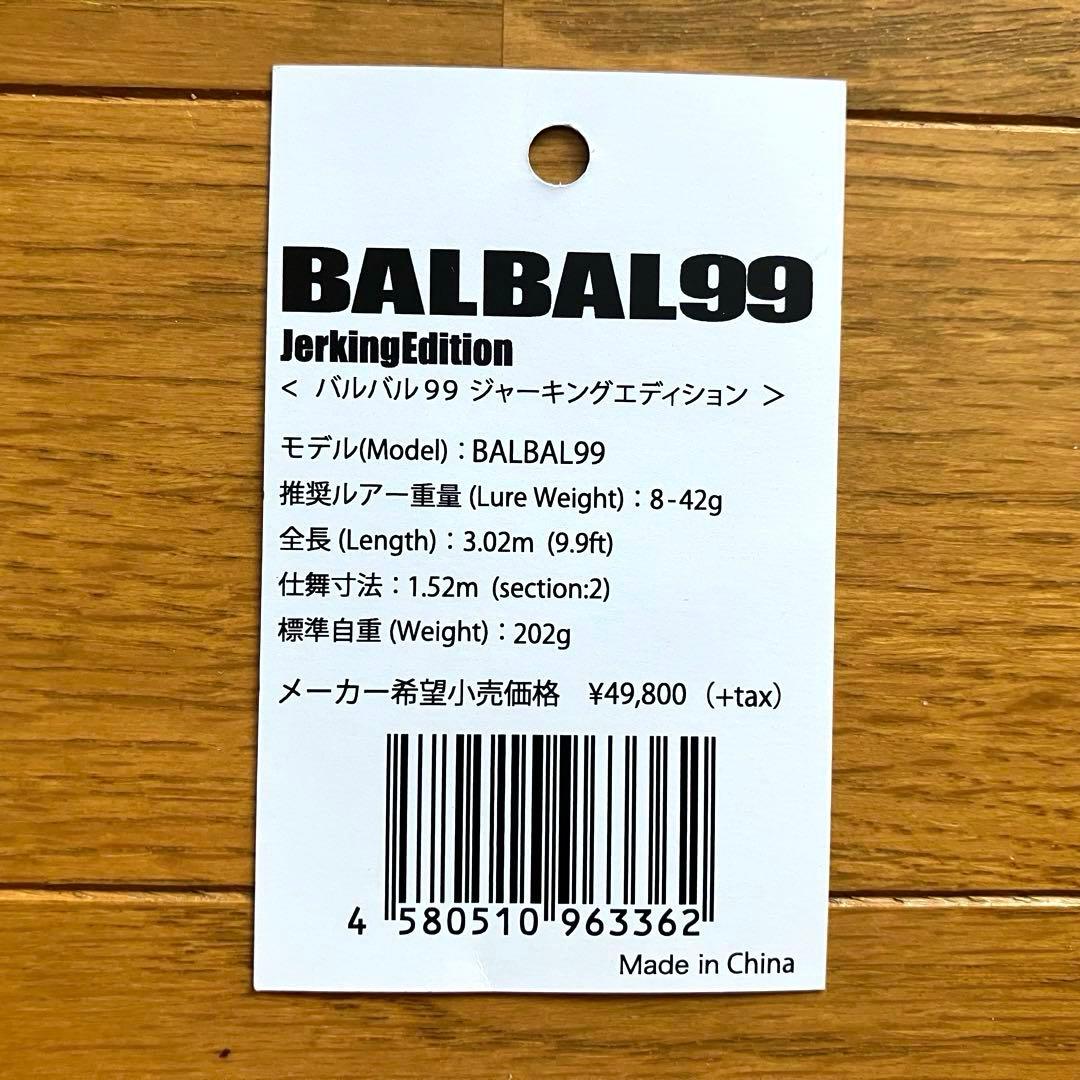 BALBAL99
JerkingEdition
< バルバル99 ジャーキングエディション >
モデル(Model)：BALBAL99
推奨ルアー重量 (Lure Weight)：8-42g
全長 (Length)：3.02m (9.9ft)
仕舞寸法：1.52m (section:2)
標準自重 (Weight)：202g
メーカー希望小売価格　¥49,800（+tax）
4 580510 963362
Made in China